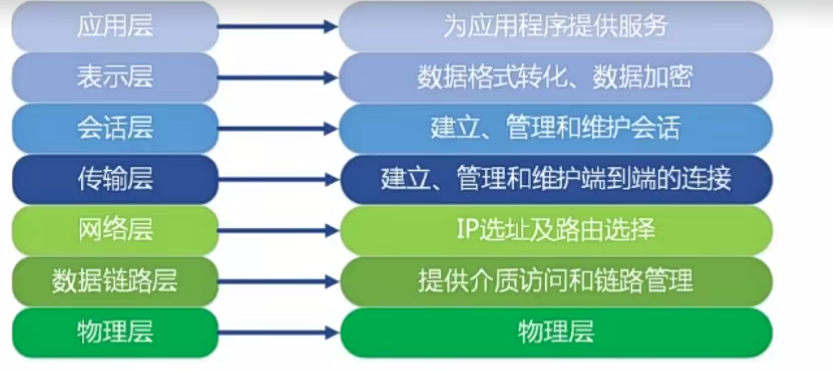 应用层
为应用程序提供服务
表示层
数据格式转化、数据加密
会话层
建立、管理和维护会话
传输层
建立、管理和维护端到端的连接
网络层
IP选址及路由选择
数据链路层
提供介质访问和链路管理
物理层
物理层